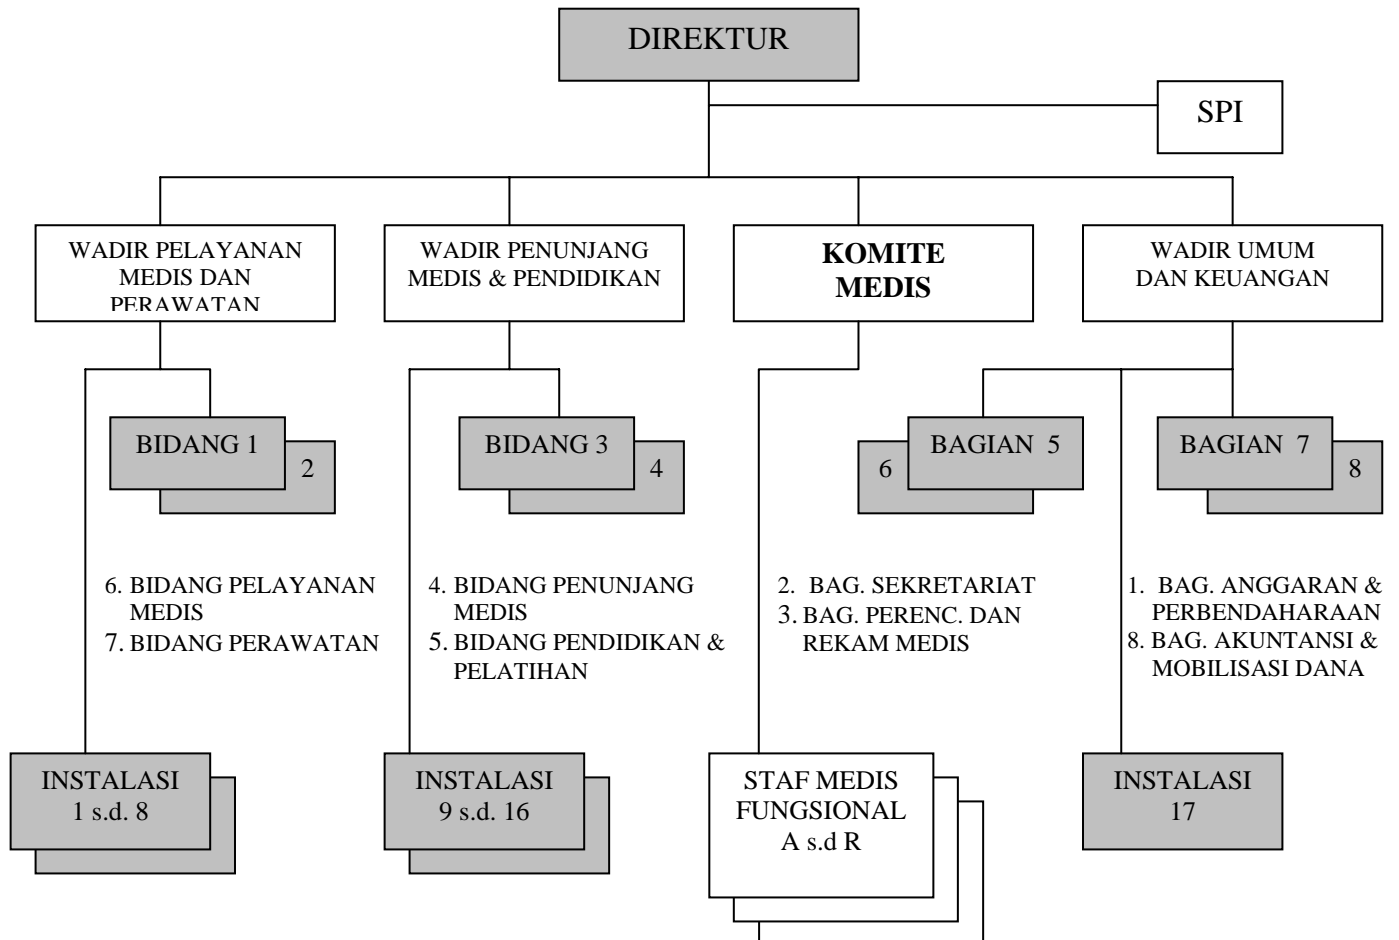 DIREKTUR
SPI
WADIR PELAYANAN
MEDIS DAN
PERAWATAN
WADIR PENUNJANG
MEDIS & PENDIDIKAN
KOMITE
MEDIS
WADIR UMUM
DAN KEUANGAN
BIDANG 1
2
BIDANG 3
4
6
BAGIAN 5
BAGIAN 7
8
6. BIDANG PELAYANAN
MEDIS
7. BIDANG PERAWATAN
4. BIDANG PENUNJANG
MEDIS
5. BIDANG PENDIDIKAN &
PELATIHAN
2. BAG. SEKRETARIAT
3. BAG. PERENC. DAN
REKAM MEDIS
1. BAG. ANGGARAN &
PERBENDAHARAAN
8. BAG. AKUNTANSI &
MOBILISASI DANA
INSTALASI
1 s.d. 8
INSTALASI
9 s.d. 16
STAF MEDIS
FUNGSIONAL
A s.d R
INSTALASI
17